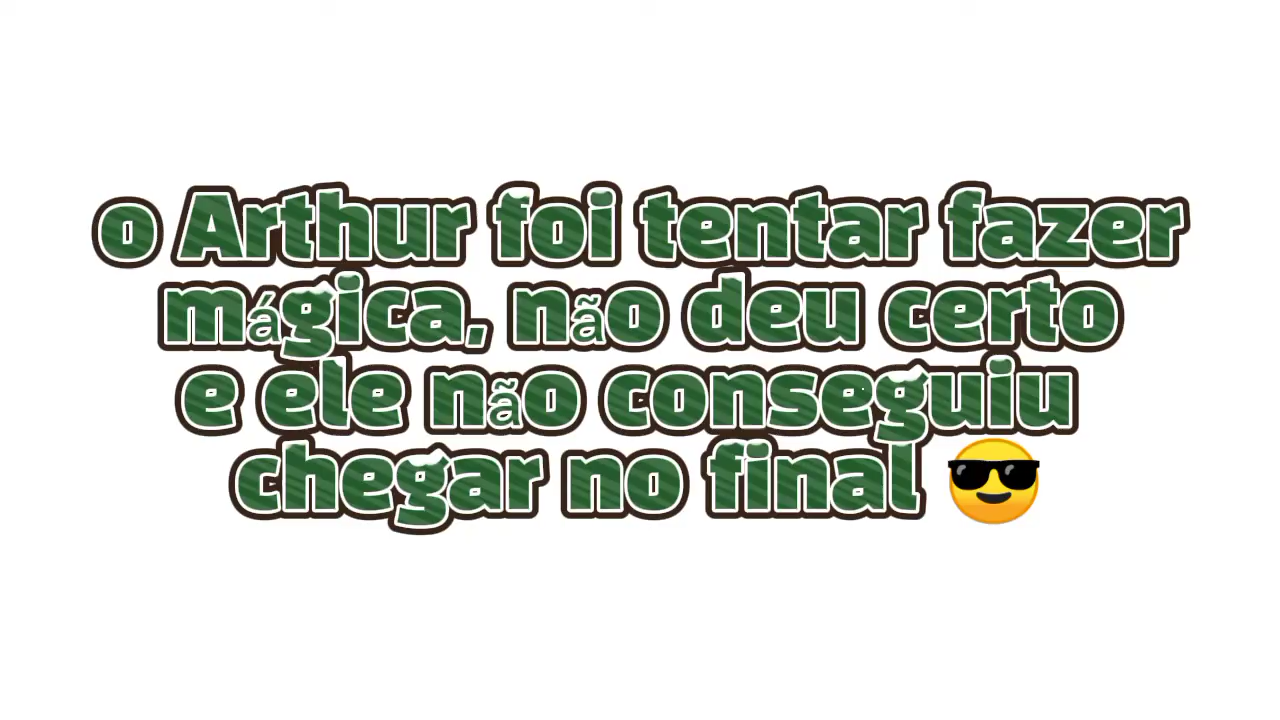 o Arthur foi tentar fazer
mágica, não deu certo
e ele não conseguiu
chegar no final 😎